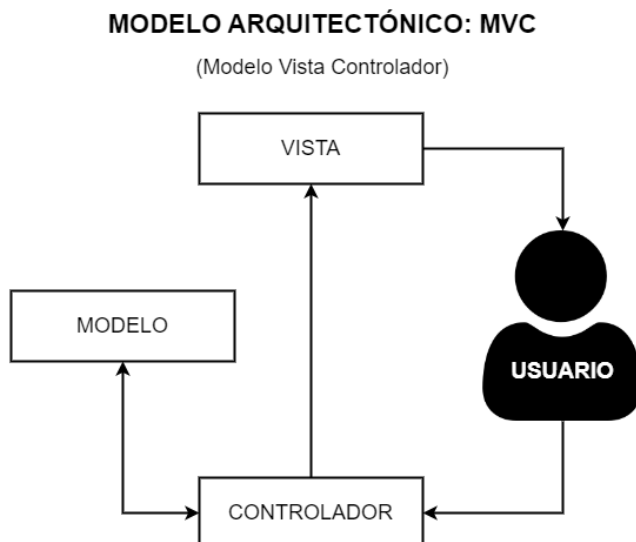 MODELO ARQUITECTÓNICO: MVC
(Modelo Vista Controlador)
VISTA
MODELO
USUARIO
CONTROLADOR